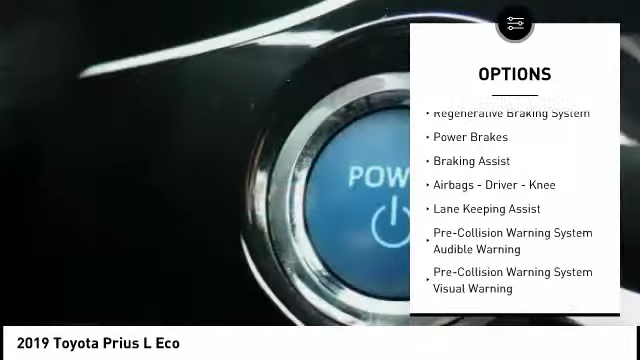 OPTIONS
Regenerative Braking System
Power Brakes
Braking Assist
Airbags - Driver - Knee
Lane Keeping Assist
Pre-Collision Warning System
Audible Warning
Pre-Collision Warning System
Visual Warning
POW
2019 Toyota Prius L Eco